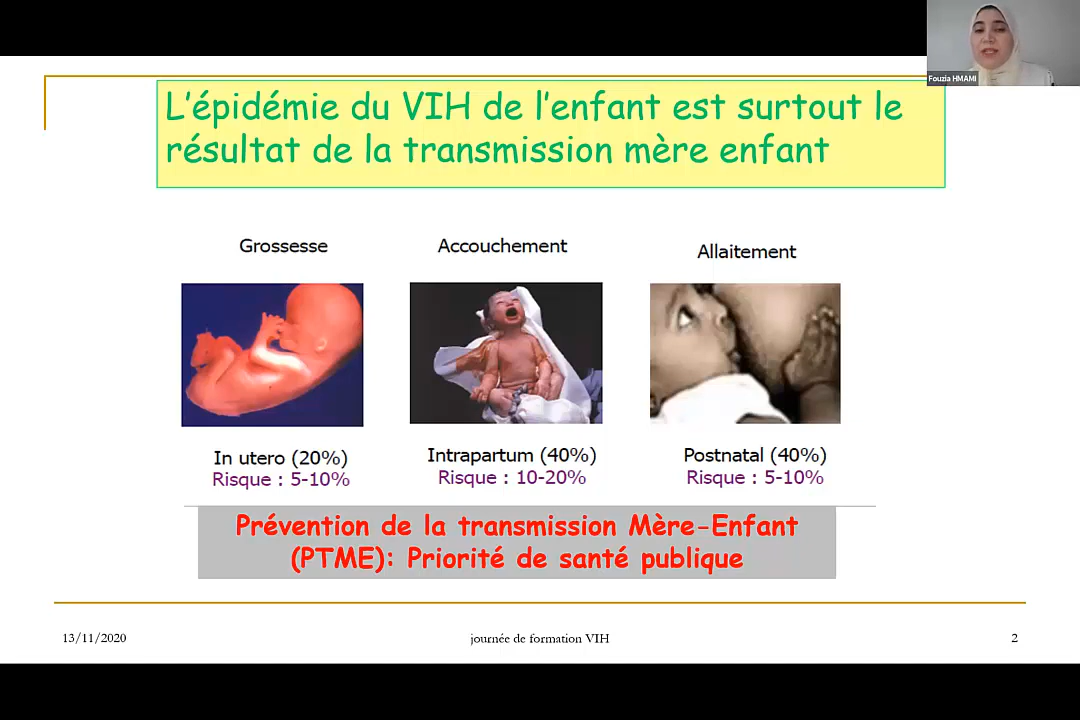 Fouzia HMAMI
L'épidémie du VIH de l'enfant est surtout le
résultat de la transmission mère enfant
Grossesse
Accouchement
Allaitement
In utero (20%)
Risque : 5-10%
Intrapartum (40%)
Risque : 10-20%
Postnatal (40%)
Risque : 5-10%
Prévention de la transmission Mère-Enfant
(PTME): Priorité de santé publique
13/11/2020
journée de formation VIH
2